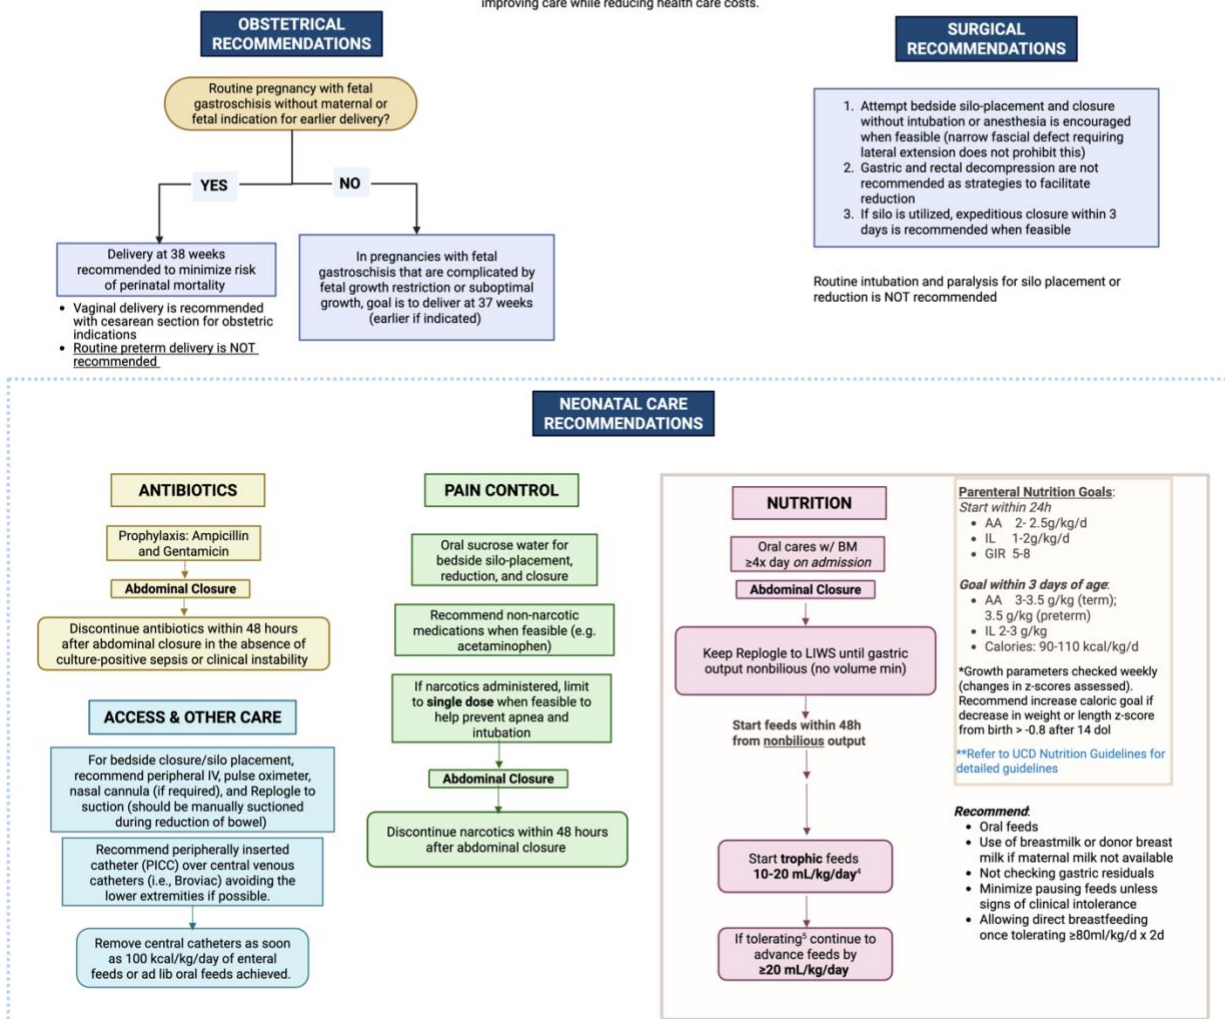 improving care while reducing health care costs.
OBSTETRICAL
RECOMMENDATIONS
Routine pregnancy with fetal
gastroschisis without maternal or
fetal indication for earlier delivery?
YES
NO
Delivery at 38 weeks
recommended to minimize risk
of perinatal mortality
• Vaginal delivery is recommended
with cesarean section for obstetric
indications
• Routine preterm delivery is NOT
recommended
In pregnancies with fetal
gastroschisis that are complicated by
fetal growth restriction or suboptimal
growth, goal is to deliver at 37 weeks
(earlier if indicated)
SURGICAL
RECOMMENDATIONS
1. Attempt bedside silo-placement and closure
without intubation or anesthesia is encouraged
when feasible (narrow fascial defect requiring
lateral extension does not prohibit this)
2. Gastric and rectal decompression are not
recommended as strategies to facilitate
reduction
3. If silo is utilized, expeditious closure within 3
days is recommended when feasible
Routine intubation and paralysis for silo placement or
reduction is NOT recommended
NEONATAL CARE
RECOMMENDATIONS
ANTIBIOTICS
Prophylaxis: Ampicillin
and Gentamicin
Abdominal Closure
Discontinue antibiotics within 48 hours
after abdominal closure in the absence of
culture-positive sepsis or clinical instability
ACCESS & OTHER CARE
For bedside closure/silo placement,
recommend peripheral IV, pulse oximeter,
nasal cannula (if required), and Replogle to
suction (should be manually suctioned
during reduction of bowel)
Recommend peripherally inserted
catheter (PICC) over central venous
catheters (i.e., Broviac) avoiding the
lower extremities if possible.
Remove central catheters as soon
as 100 kcal/kg/day of enteral
feeds or ad lib oral feeds achieved.
PAIN CONTROL
Oral sucrose water for
bedside silo-placement,
reduction, and closure
Recommend non-narcotic
medications when feasible (e.g.
acetaminophen)
If narcotics administered, limit
to single dose when feasible to
help prevent apnea and
intubation
Abdominal Closure
Discontinue narcotics within 48 hours
after abdominal closure
NUTRITION
Oral cares w/ BM
≥4x day on admission
Abdominal Closure
Keep Replogle to LIWS until gastric
output nonbilious (no volume min)
Start feeds within 48h
from nonbilious output
Start trophic feeds
10-20 mL/kg/day⁴
If tolerating⁵ continue to
advance feeds by
≥20 mL/kg/day
Parenteral Nutrition Goals:
Start within 24h
• AA 2- 2.5g/kg/d
• IL 1-2g/kg/d
• GIR 5-8
Goal within 3 days of age:
• AA 3-3.5 g/kg (term);
3.5 g/kg (preterm)
• IL 2-3 g/kg
• Calories: 90-110 kcal/kg/d
*Growth parameters checked weekly
(changes in z-scores assessed).
Recommend increase caloric goal if
decrease in weight or length z-score
from birth > -0.8 after 14 dol
**Refer to UCD Nutrition Guidelines for
detailed guidelines
Recommend:
• Oral feeds
• Use of breastmilk or donor breast
milk if maternal milk not available
• Not checking gastric residuals
• Minimize pausing feeds unless
signs of clinical intolerance
• Allowing direct breastfeeding
once tolerating ≥80ml/kg/d x 2d